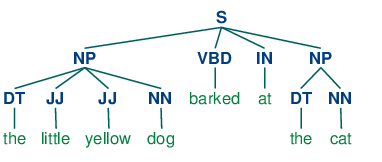 S
NP VBD IN NP
DT JJ JJ NN barked at DT NN
the little yellow dog the cat